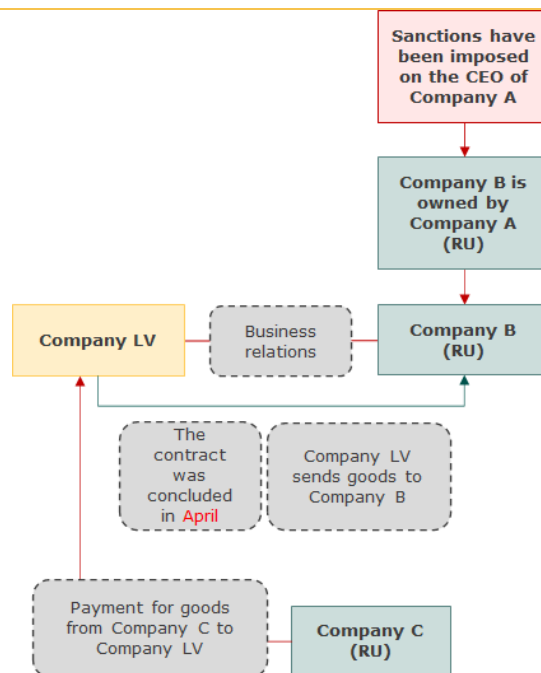 Sanctions have
been imposed
on the CEO of
Company A
Company B is
owned by
Company A
(RU)
Company LV
Business
relations
Company B
(RU)
The
contract
was
concluded
in April
Company LV
sends goods to
Company B
Payment for goods
from Company C to
Company LV
Company C
(RU)